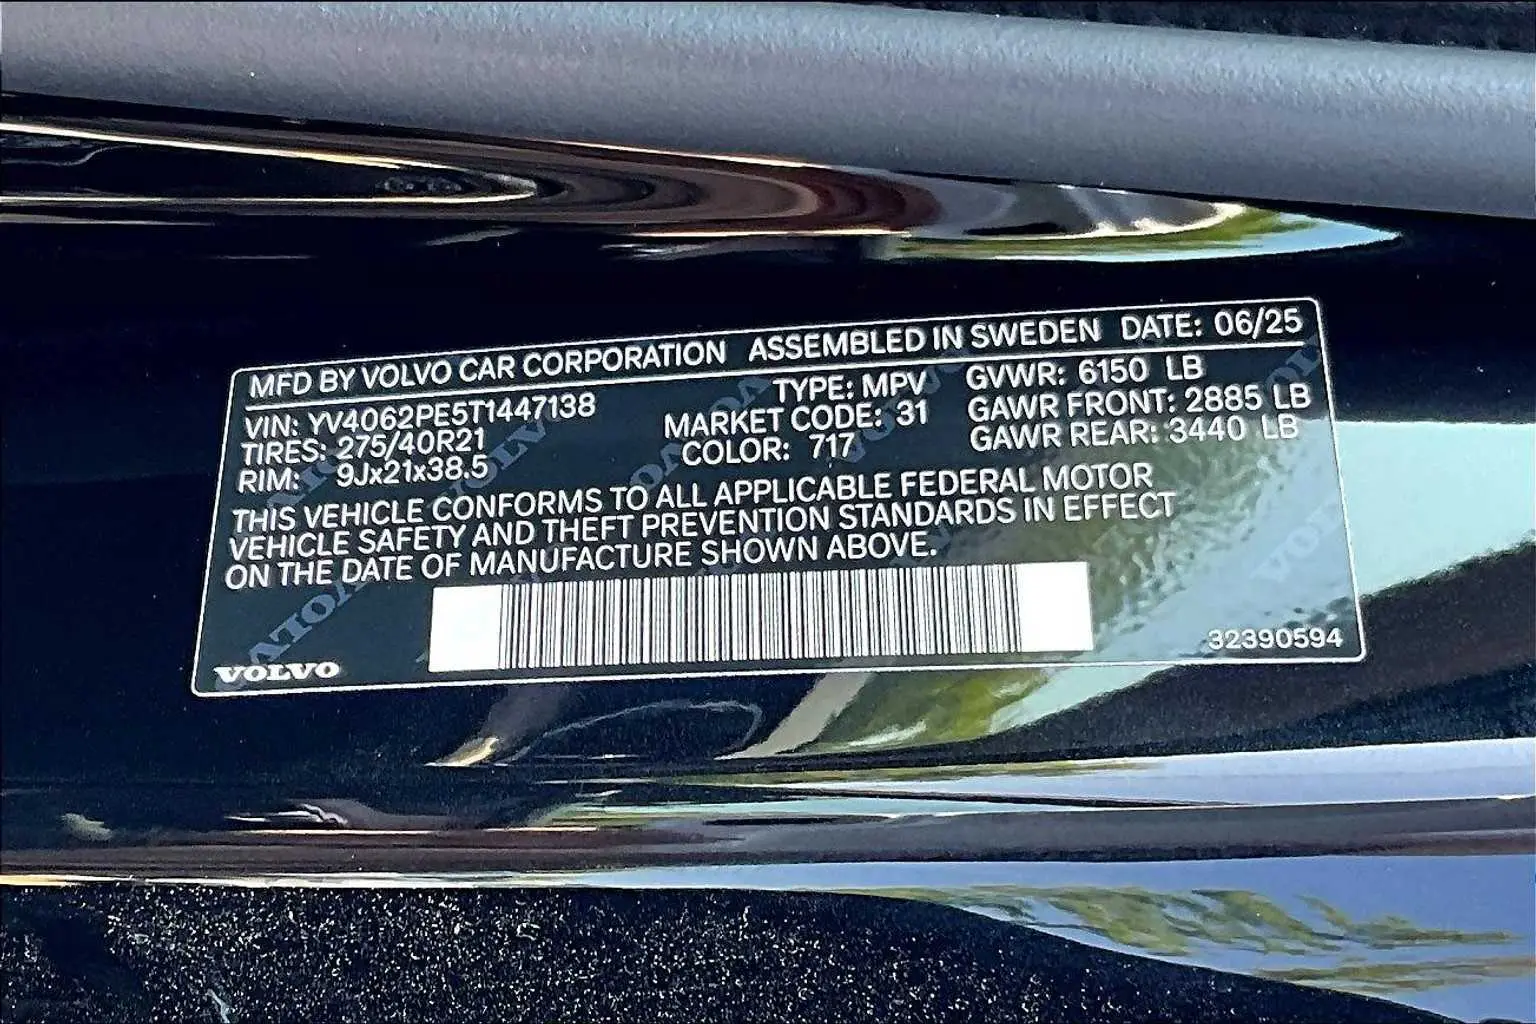 MFD BY VOLVO CAR CORPORATION ASSEMBLED IN SWEDEN DATE: 06/25
VIN: YV4062PE5T1447138 TYPE: MPV GVWR: 6150 LB
TIRES: 275/40R21 MARKET CODE: 31 GAWR FRONT: 2885 LB
RIM: 9Jx21x38.5 COLOR: 717 GAWR REAR: 3440 LB
THIS VEHICLE CONFORMS TO ALL APPLICABLE FEDERAL MOTOR
VEHICLE SAFETY AND THEFT PREVENTION STANDARDS IN EFFECT
ON THE DATE OF MANUFACTURE SHOWN ABOVE.
VOLVO 32390594